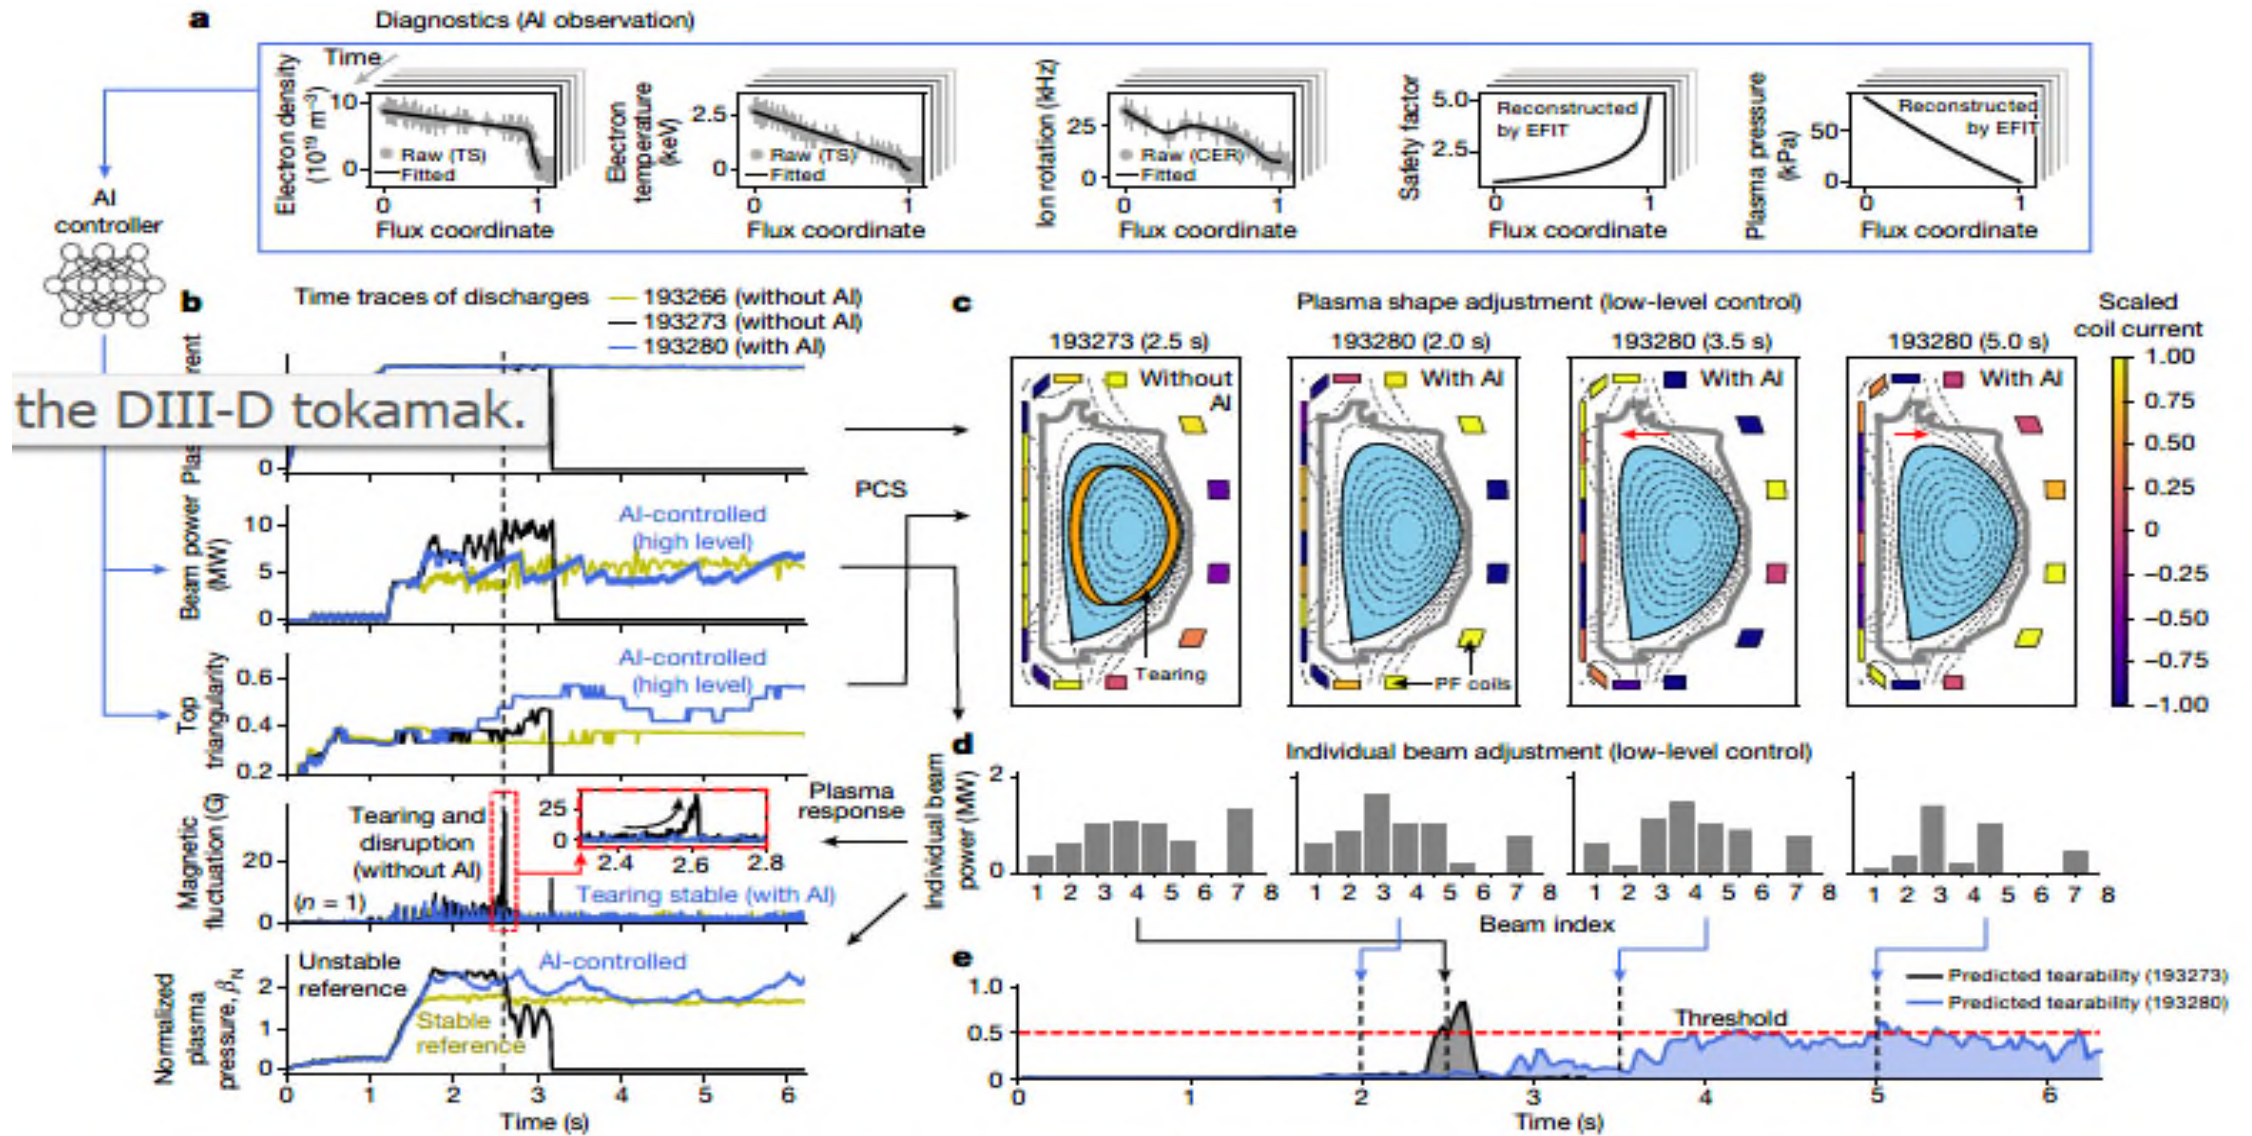 a Diagnostics (AI observation)
Time
Electron density
(10¹⁹ m⁻³)
10
0
Raw (TS)
Fitted
0 1
Flux coordinate
Electron
temperature
(keV)
2.5
0
Raw (TS)
Fitted
0 1
Flux coordinate
Ion rotation (kHz)
25
0
Raw (CER)
Fitted
0 1
Flux coordinate
Safety factor
5.0
2.5
Reconstructed
by EFIT
0 1
Flux coordinate
Plasma pressure
(kPa)
50
0
Reconstructed
by EFIT
0 1
Flux coordinate
AI
controller
b Time traces of discharges
193266 (without AI)
193273 (without AI)
193280 (with AI)
the DIII-D tokamak.
Plas rrent
0
Beam power
(MW)
10
5
0
AI-controlled
(high level)
Top
triangularity
0.6
0.4
0.2
AI-controlled
(high level)
Magnetic
fluctuation (G)
20
0
Tearing and
disruption
(without AI)
(n = 1)
25
0
2.4 2.6 2.8
Tearing stable (with AI)
Normalized
plasma
pressure, βN
2
1
0
Unstable
reference
AI-controlled
Stable
reference
0 1 2 3 4 5 6
Time (s)
PCS
Plasma
response
c Plasma shape adjustment (low-level control)
193273 (2.5 s)
Without
AI
Tearing
193280 (2.0 s)
With AI
PF coils
193280 (3.5 s)
With AI
193280 (5.0 s)
With AI
Scaled
coil current
1.00
0.75
0.50
0.25
0
−0.25
−0.50
−0.75
−1.00
d Individual beam adjustment (low-level control)
Individual beam
power (MW)
2
0
1 2 3 4 5 6 7 8
1 2 3 4 5 6 7 8
1 2 3 4 5 6 7 8
1 2 3 4 5 6 7 8
Beam index
e
Predicted tearability (193273)
Predicted tearability (193280)
Threshold
1.0
0.5
0
0 1 2 3 4 5 6
Time (s)